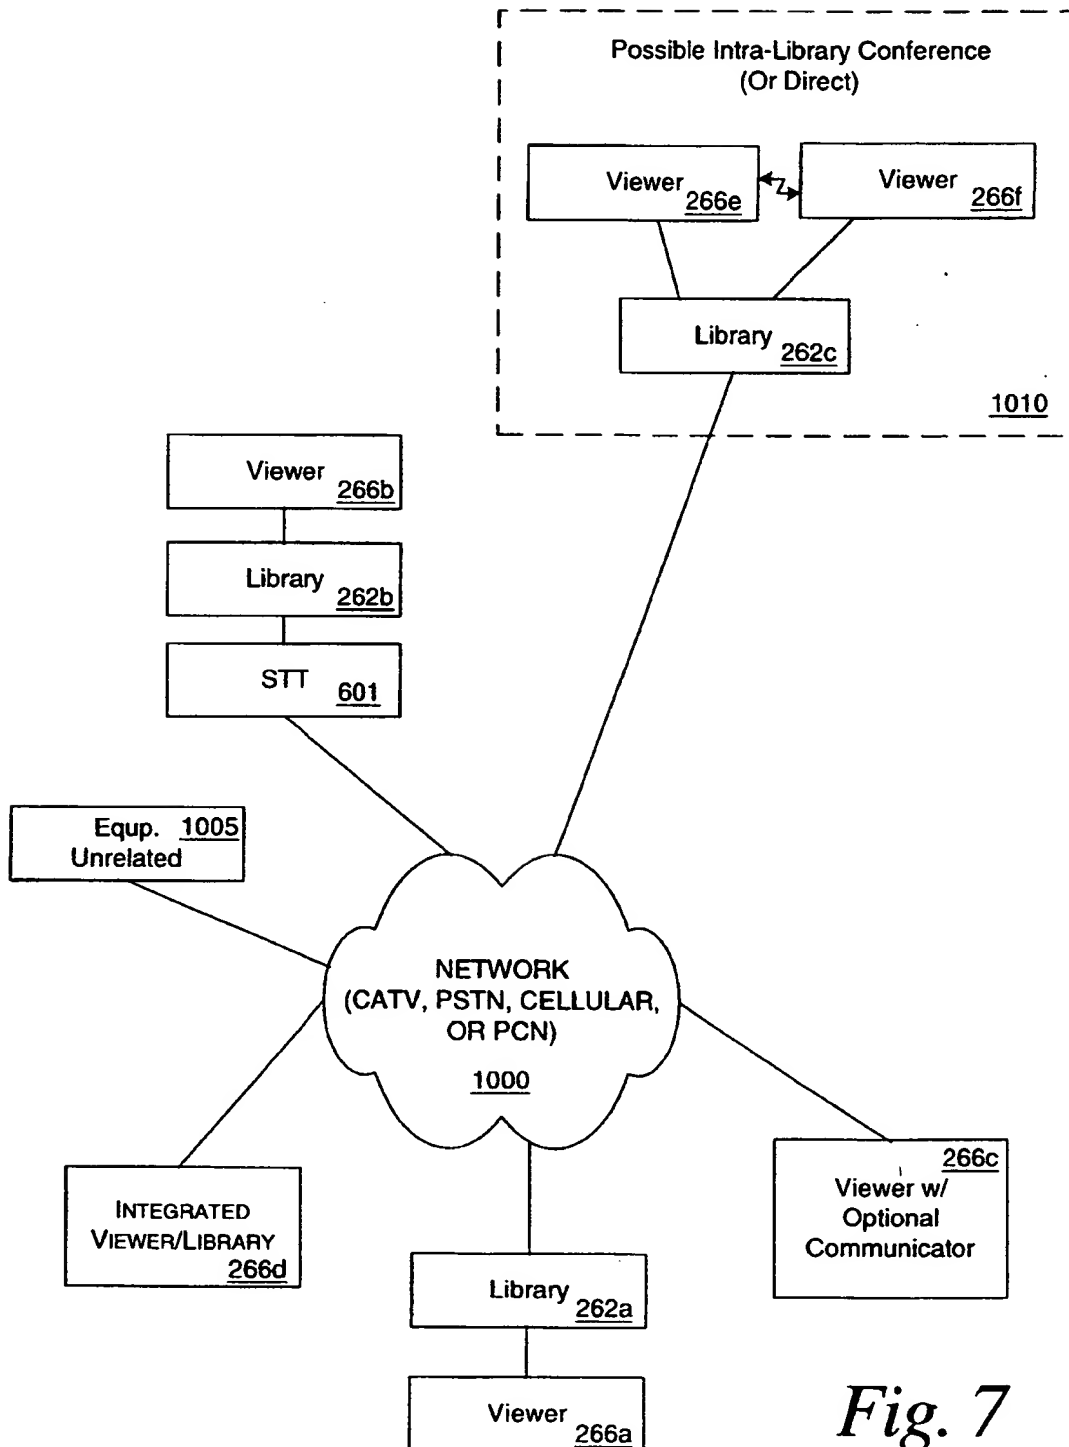 Possible Intra-Library Conference
(Or Direct)
Viewer 266e
Viewer 266f
Library 262c
1010
Viewer 266b
Library 262b
STT 601
Equp. 1005
Unrelated
NETWORK
(CATV, PSTN, CELLULAR,
OR PCN)
1000
266c
Viewer w/
Optional
Communicator
INTEGRATED
VIEWER/LIBRARY
266d
Library 262a
Viewer 266a
Fig. 7